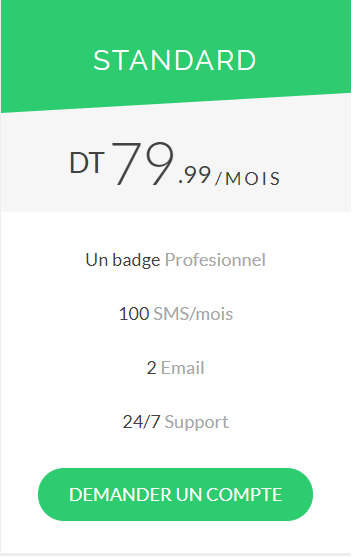 STANDARD
DT 79.99/MOIS
Un badge Profesionnel
100 SMS/mois
2 Email
24/7 Support
DEMANDER UN COMPTE